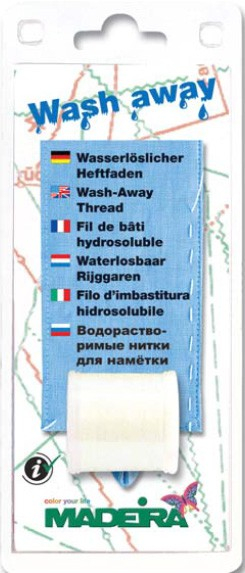 Wash away
Wasserlöslicher
Heftfaden
Wash-Away
Thread
Fil de bâti
hydrosoluble
Waterlosbaar
Rijggaren
Filo d'imbastitura
hidrosolubile
Водораство-
римые нитки
для намётки
i
color your life
MADEIRA